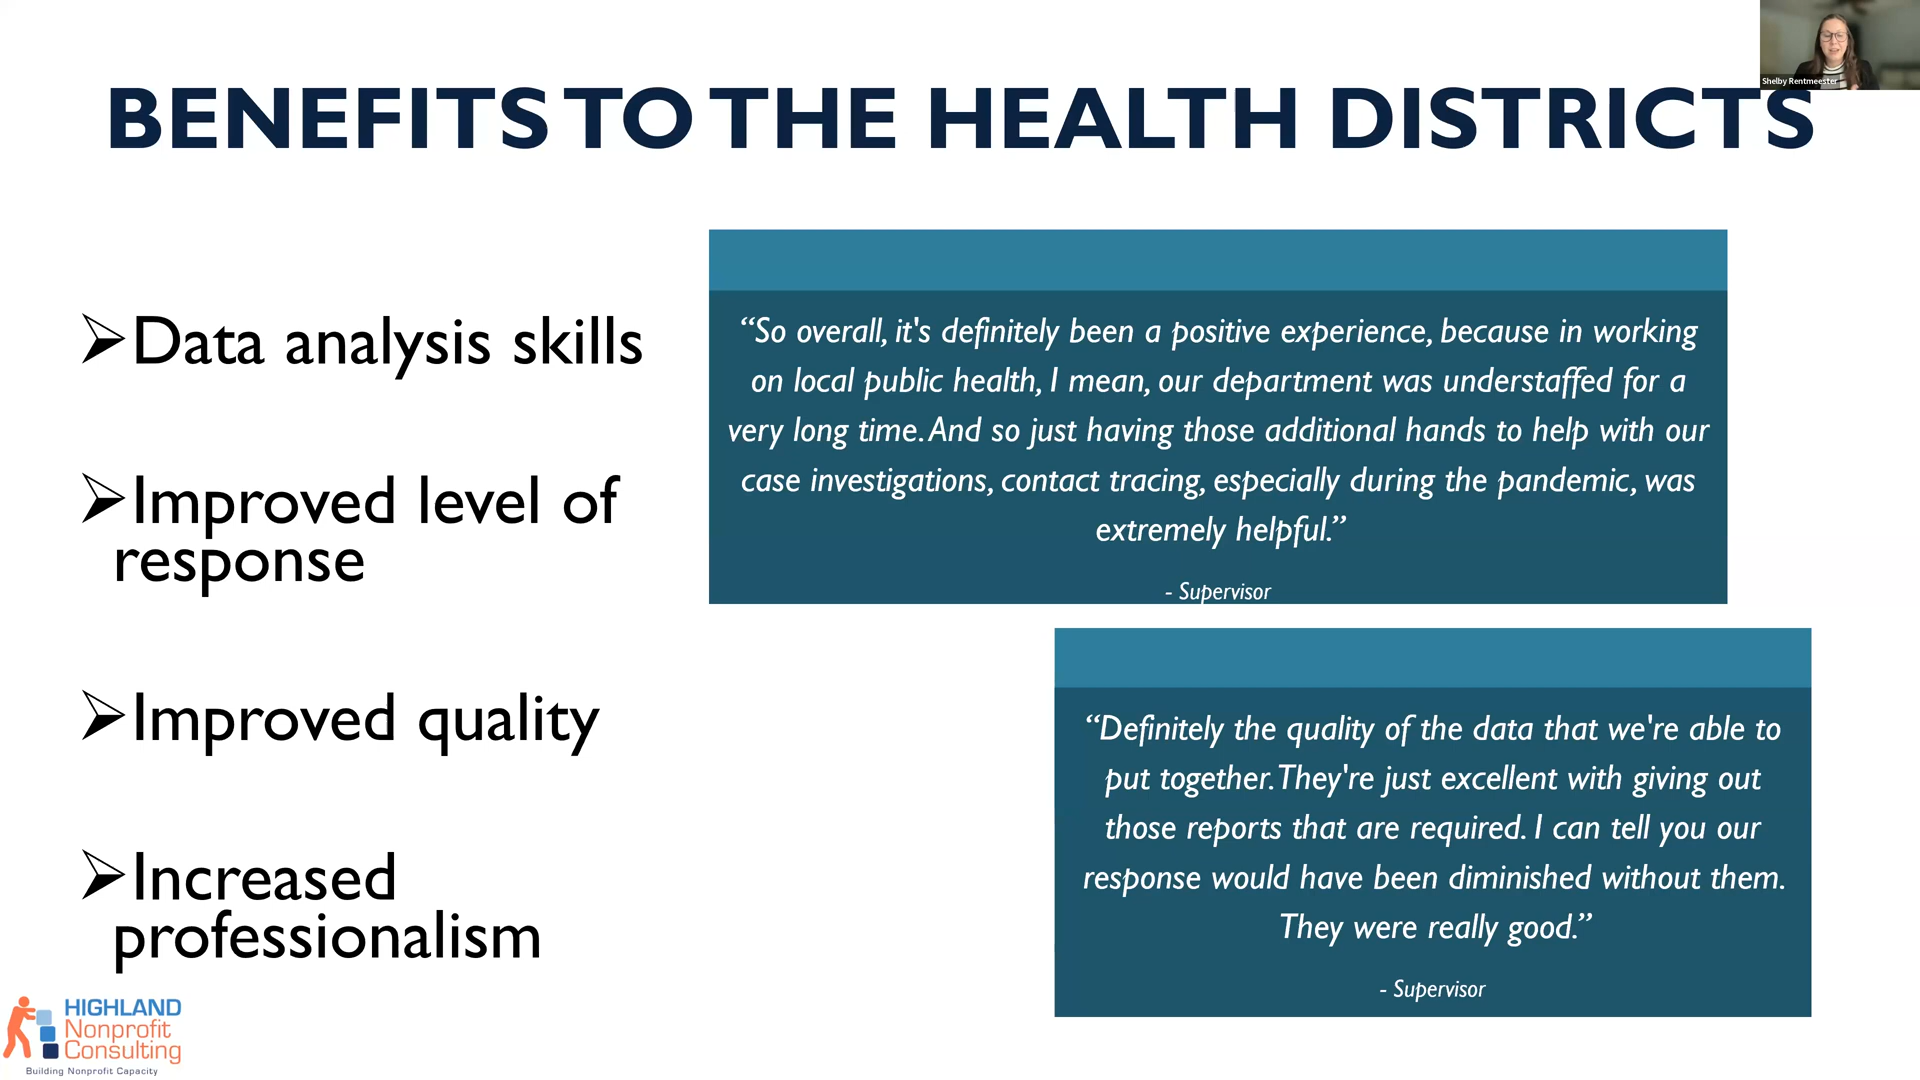 Shelby Rentmeester
BENEFITS TO THE HEALTH DISTRICTS
➢Data analysis skills
➢Improved level of
response
➢Improved quality
➢Increased
professionalism
“So overall, it's definitely been a positive experience, because in working
on local public health, I mean, our department was understaffed for a
very long time. And so just having those additional hands to help with our
case investigations, contact tracing, especially during the pandemic, was
extremely helpful.”
- Supervisor
“Definitely the quality of the data that we're able to
put together. They're just excellent with giving out
those reports that are required. I can tell you our
response would have been diminished without them.
They were really good.”
- Supervisor
HIGHLAND
Nonprofit
Consulting
Building Nonprofit Capacity